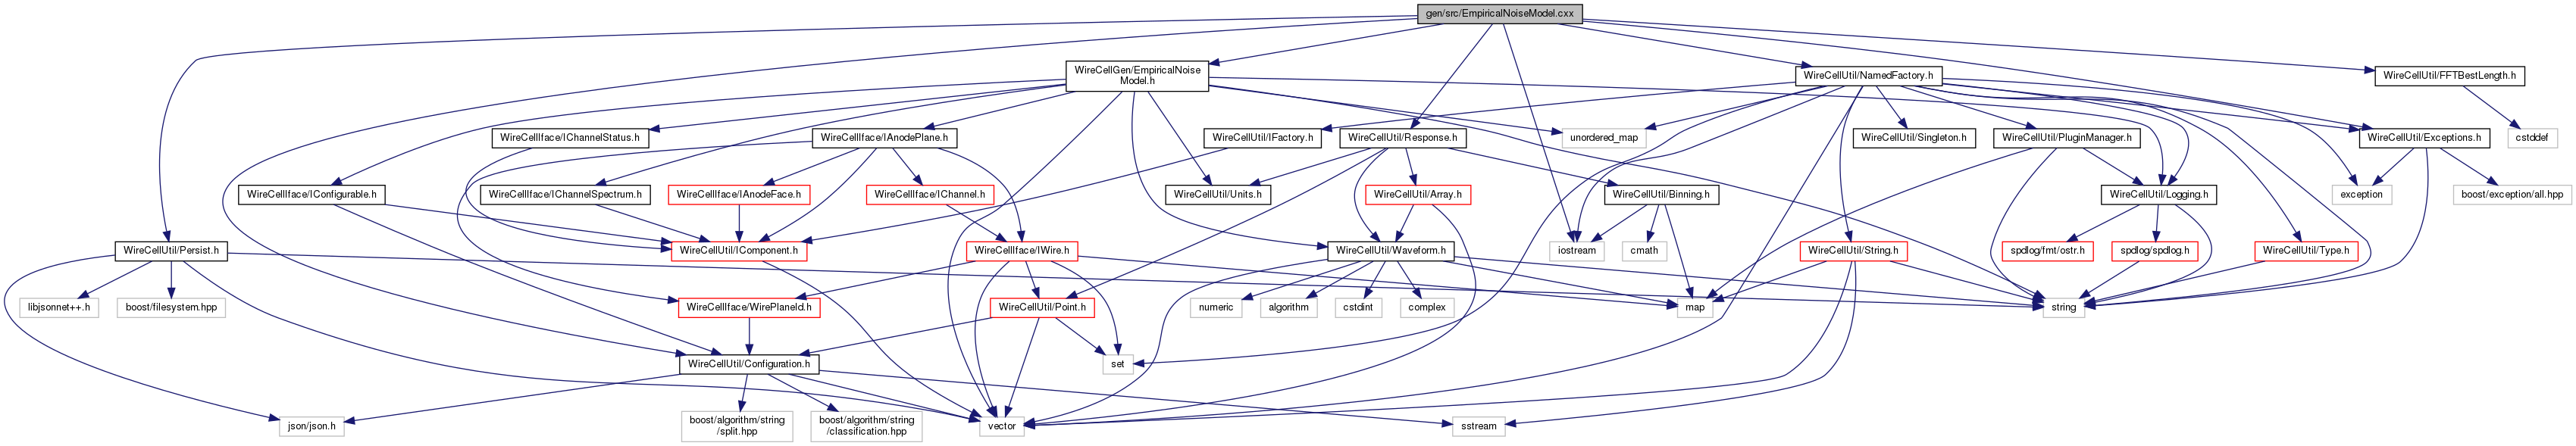 gen/src/EmpiricalNoiseModel.cxx
WireCellGen/EmpiricalNoise
Model.h
WireCellUtil/NamedFactory.h
WireCellUtil/FFTBestLength.h
WireCellIface/IChannelStatus.h
WireCellIface/IAnodePlane.h
WireCellUtil/IFactory.h
WireCellUtil/Response.h
unordered_map
WireCellUtil/Singleton.h
WireCellUtil/PluginManager.h
WireCellUtil/Exceptions.h
cstddef
WireCellIface/IConfigurable.h
WireCellIface/IChannelSpectrum.h
WireCellIface/IAnodeFace.h
WireCellIface/IChannel.h
WireCellUtil/Units.h
WireCellUtil/Array.h
WireCellUtil/Binning.h
WireCellUtil/Logging.h
exception
boost/exception/all.hpp
WireCellUtil/Persist.h
WireCellUtil/IComponent.h
WireCellIface/IWire.h
WireCellUtil/Waveform.h
iostream
cmath
WireCellUtil/String.h
spdlog/fmt/ostr.h
spdlog/spdlog.h
WireCellUtil/Type.h
libjsonnet++.h
boost/filesystem.hpp
WireCellIface/WirePlaneId.h
WireCellUtil/Point.h
numeric
algorithm
cstdint
complex
map
string
WireCellUtil/Configuration.h
set
json/json.h
boost/algorithm/string
/split.hpp
boost/algorithm/string
/classification.hpp
vector
sstream